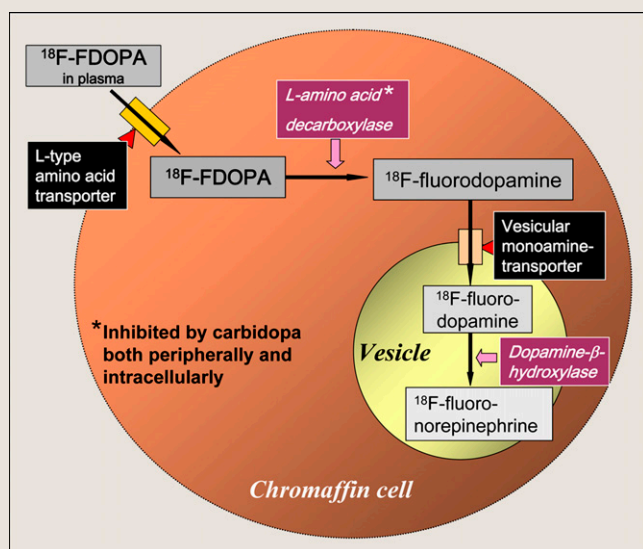 ¹⁸F-FDOPA
in plasma
L-amino acid*
decarboxylase
L-type
amino acid
transporter
¹⁸F-FDOPA
¹⁸F-fluorodopamine
Vesicular
monoamine-
transporter
¹⁸F-fluoro-
dopamine
*Inhibited by carbidopa
both peripherally and
intracellularly
Vesicle
Dopamine-β-
hydroxylase
¹⁸F-fluoro-
norepinephrine
Chromaffin cell